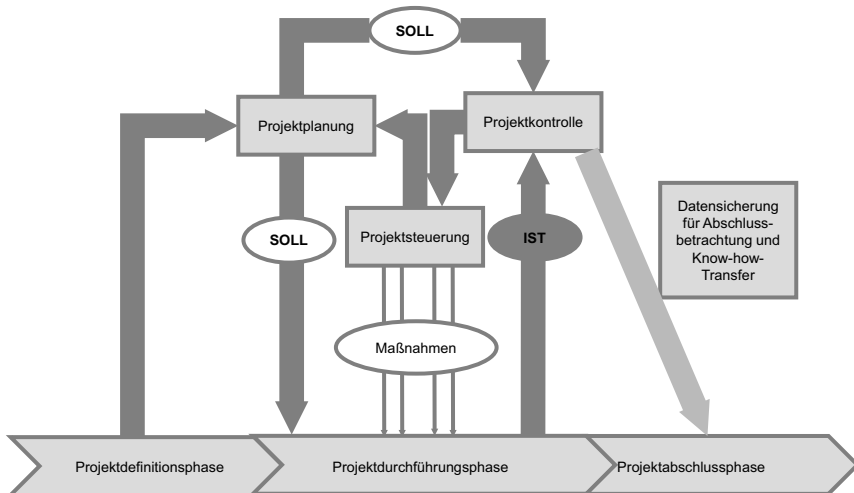 SOLL
Projektplanung
Projektkontrolle
Datensicherung
für Abschluss-
betrachtung und
Know-how-
Transfer
SOLL
Projektsteuerung
IST
Maßnahmen
Projektdefinitionsphase
Projektdurchführungsphase
Projektabschlussphase